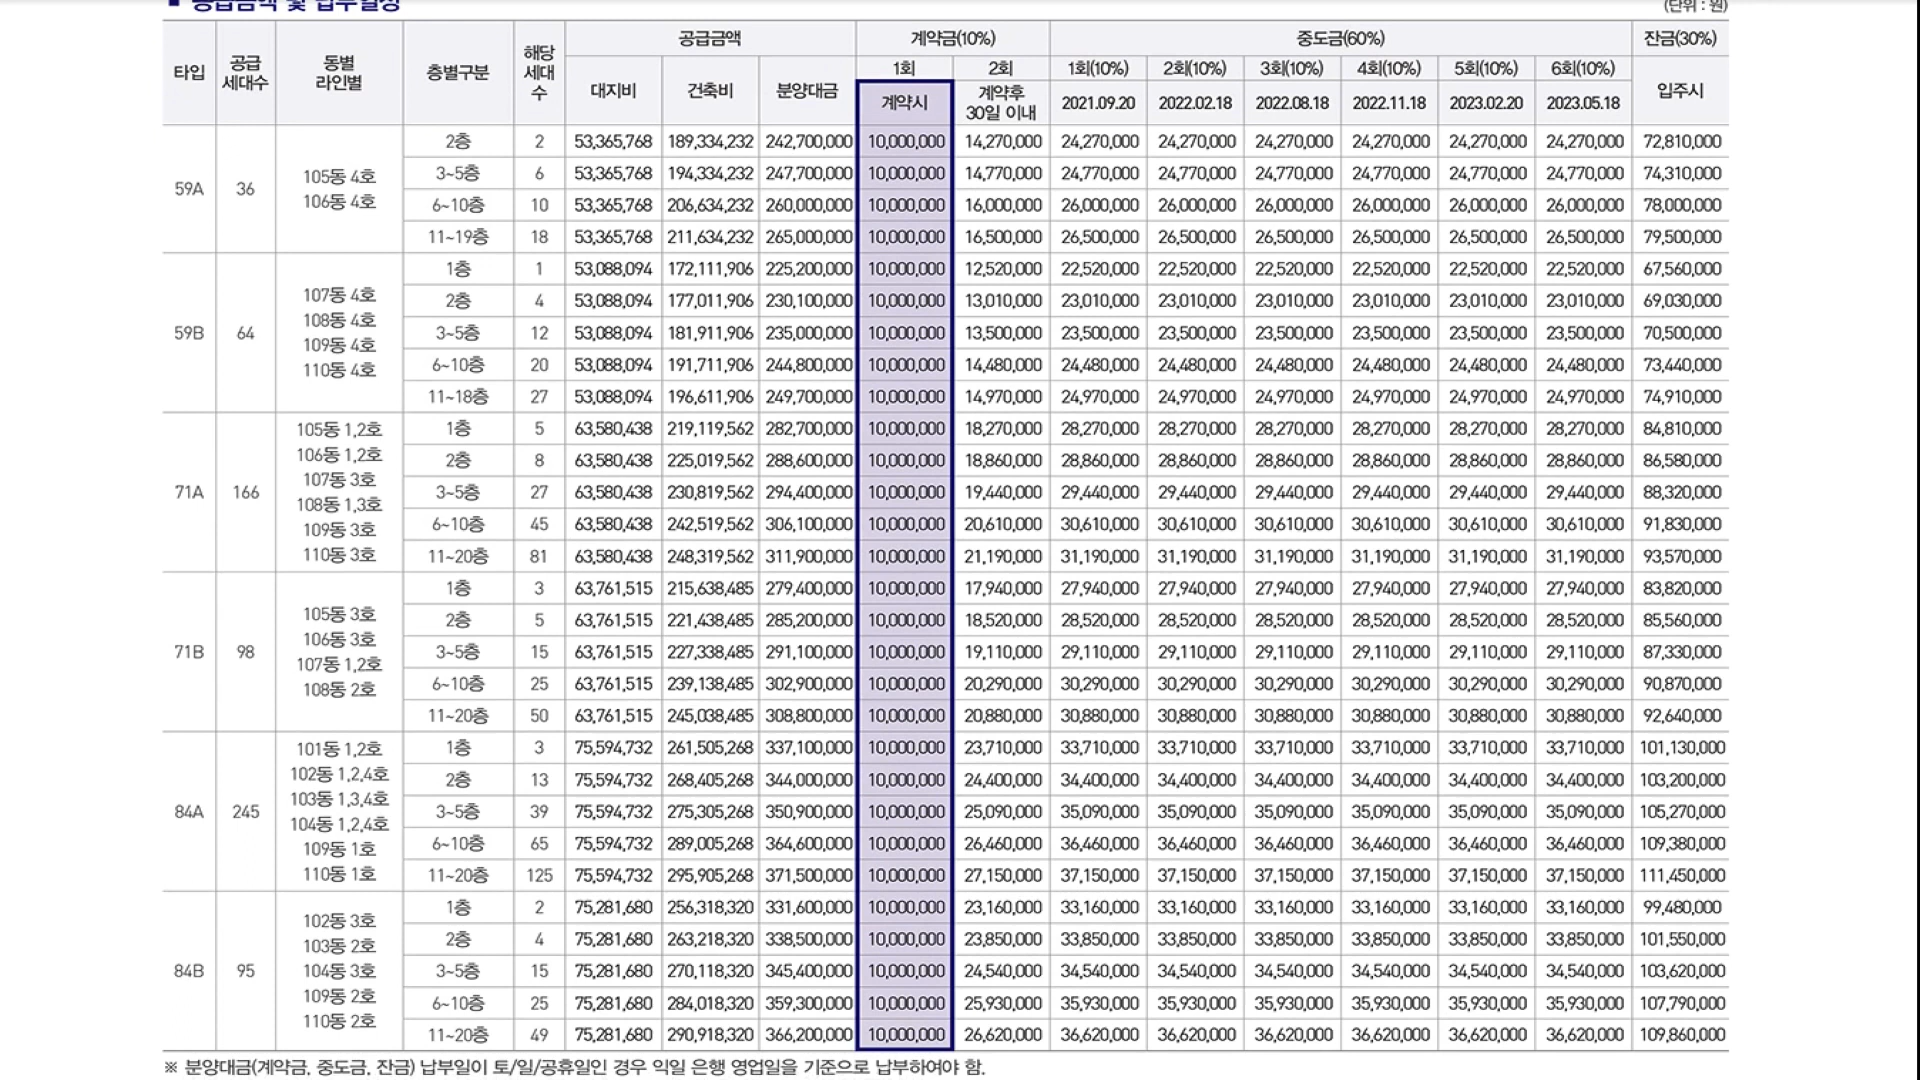 ■ 공급금액 및 납부일정
(단위 : 원)
타입 공급세대수 동별 라인별 층별구분 해당세대수 공급금액 계약금(10%) 중도금(60%) 잔금(30%)
대지비 건축비 분양대금 1회 2회 1회(10%) 2회(10%) 3회(10%) 4회(10%) 5회(10%) 6회(10%) 입주시
계약시 계약후 30일 이내 2021.09.20 2022.02.18 2022.08.18 2022.11.18 2023.02.20 2023.05.18
59A 36 105동 4호 106동 4호
2층 2 53,365,768 189,334,232 242,700,000 10,000,000 14,270,000 24,270,000 24,270,000 24,270,000 24,270,000 24,270,000 24,270,000 72,810,000
3~5층 6 53,365,768 194,334,232 247,700,000 10,000,000 14,770,000 24,770,000 24,770,000 24,770,000 24,770,000 24,770,000 24,770,000 74,310,000
6~10층 10 53,365,768 206,634,232 260,000,000 10,000,000 16,000,000 26,000,000 26,000,000 26,000,000 26,000,000 26,000,000 26,000,000 78,000,000
11~19층 18 53,365,768 211,634,232 265,000,000 10,000,000 16,500,000 26,500,000 26,500,000 26,500,000 26,500,000 26,500,000 26,500,000 79,500,000
59B 64 107동 4호 108동 4호 109동 4호 110동 4호
1층 1 53,088,094 172,111,906 225,200,000 10,000,000 12,520,000 22,520,000 22,520,000 22,520,000 22,520,000 22,520,000 22,520,000 67,560,000
2층 4 53,088,094 177,011,906 230,100,000 10,000,000 13,010,000 23,010,000 23,010,000 23,010,000 23,010,000 23,010,000 23,010,000 69,030,000
3~5층 12 53,088,094 181,911,906 235,000,000 10,000,000 13,500,000 23,500,000 23,500,000 23,500,000 23,500,000 23,500,000 23,500,000 70,500,000
6~10층 20 53,088,094 191,711,906 244,800,000 10,000,000 14,480,000 24,480,000 24,480,000 24,480,000 24,480,000 24,480,000 24,480,000 73,440,000
11~18층 27 53,088,094 196,611,906 249,700,000 10,000,000 14,970,000 24,970,000 24,970,000 24,970,000 24,970,000 24,970,000 24,970,000 74,910,000
71A 166 105동 1,2호 106동 1,2호 107동 3호 108동 1,3호 109동 3호 110동 3호
1층 5 63,580,438 219,119,562 282,700,000 10,000,000 18,270,000 28,270,000 28,270,000 28,270,000 28,270,000 28,270,000 28,270,000 84,810,000
2층 8 63,580,438 225,019,562 288,600,000 10,000,000 18,860,000 28,860,000 28,860,000 28,860,000 28,860,000 28,860,000 28,860,000 86,580,000
3~5층 27 63,580,438 230,819,562 294,400,000 10,000,000 19,440,000 29,440,000 29,440,000 29,440,000 29,440,000 29,440,000 29,440,000 88,320,000
6~10층 45 63,580,438 242,519,562 306,100,000 10,000,000 20,610,000 30,610,000 30,610,000 30,610,000 30,610,000 30,610,000 30,610,000 91,830,000
11~20층 81 63,580,438 248,319,562 311,900,000 10,000,000 21,190,000 31,190,000 31,190,000 31,190,000 31,190,000 31,190,000 31,190,000 93,570,000
71B 98 105동 3호 106동 3호 107동 1,2호 108동 2호
1층 3 63,761,515 215,638,485 279,400,000 10,000,000 17,940,000 27,940,000 27,940,000 27,940,000 27,940,000 27,940,000 27,940,000 83,820,000
2층 5 63,761,515 221,438,485 285,200,000 10,000,000 18,520,000 28,520,000 28,520,000 28,520,000 28,520,000 28,520,000 28,520,000 85,560,000
3~5층 15 63,761,515 227,338,485 291,100,000 10,000,000 19,110,000 29,110,000 29,110,000 29,110,000 29,110,000 29,110,000 29,110,000 87,330,000
6~10층 25 63,761,515 239,138,485 302,900,000 10,000,000 20,290,000 30,290,000 30,290,000 30,290,000 30,290,000 30,290,000 30,290,000 90,870,000
11~20층 50 63,761,515 245,038,485 308,800,000 10,000,000 20,880,000 30,880,000 30,880,000 30,880,000 30,880,000 30,880,000 30,880,000 92,640,000
84A 245 101동 1,2호 102동 1,2,4호 103동 1,3,4호 104동 1,2,4호 109동 1호 110동 1호
1층 3 75,594,732 261,505,268 337,100,000 10,000,000 23,710,000 33,710,000 33,710,000 33,710,000 33,710,000 33,710,000 33,710,000 101,130,000
2층 13 75,594,732 268,405,268 344,000,000 10,000,000 24,400,000 34,400,000 34,400,000 34,400,000 34,400,000 34,400,000 34,400,000 103,200,000
3~5층 39 75,594,732 275,305,268 350,900,000 10,000,000 25,090,000 35,090,000 35,090,000 35,090,000 35,090,000 35,090,000 35,090,000 105,270,000
6~10층 65 75,594,732 289,005,268 364,600,000 10,000,000 26,460,000 36,460,000 36,460,000 36,460,000 36,460,000 36,460,000 36,460,000 109,380,000
11~20층 125 75,594,732 295,905,268 371,500,000 10,000,000 27,150,000 37,150,000 37,150,000 37,150,000 37,150,000 37,150,000 37,150,000 111,450,000
84B 95 102동 3호 103동 2호 104동 3호 109동 2호 110동 2호
1층 2 75,281,680 256,318,320 331,600,000 10,000,000 23,160,000 33,160,000 33,160,000 33,160,000 33,160,000 33,160,000 33,160,000 99,480,000
2층 4 75,281,680 263,218,320 338,500,000 10,000,000 23,850,000 33,850,000 33,850,000 33,850,000 33,850,000 33,850,000 33,850,000 101,550,000
3~5층 15 75,281,680 270,118,320 345,400,000 10,000,000 24,540,000 34,540,000 34,540,000 34,540,000 34,540,000 34,540,000 34,540,000 103,620,000
6~10층 25 75,281,680 284,018,320 359,300,000 10,000,000 25,930,000 35,930,000 35,930,000 35,930,000 35,930,000 35,930,000 35,930,000 107,790,000
11~20층 49 75,281,680 290,918,320 366,200,000 10,000,000 26,620,000 36,620,000 36,620,000 36,620,000 36,620,000 36,620,000 36,620,000 109,860,000
※ 분양대금(계약금, 중도금, 잔금) 납부일이 토/일/공휴일인 경우 익일 은행 영업일을 기준으로 납부하여야 함.